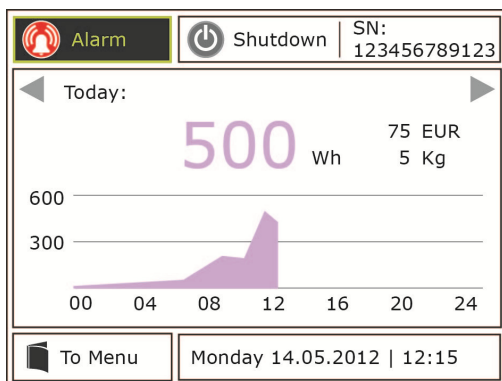 Alarm
Shutdown
SN:
123456789123
Today:
500 Wh
75 EUR
5 Kg
600
300
00 04 08 12 16 20 24
To Menu
Monday 14.05.2012 | 12:15